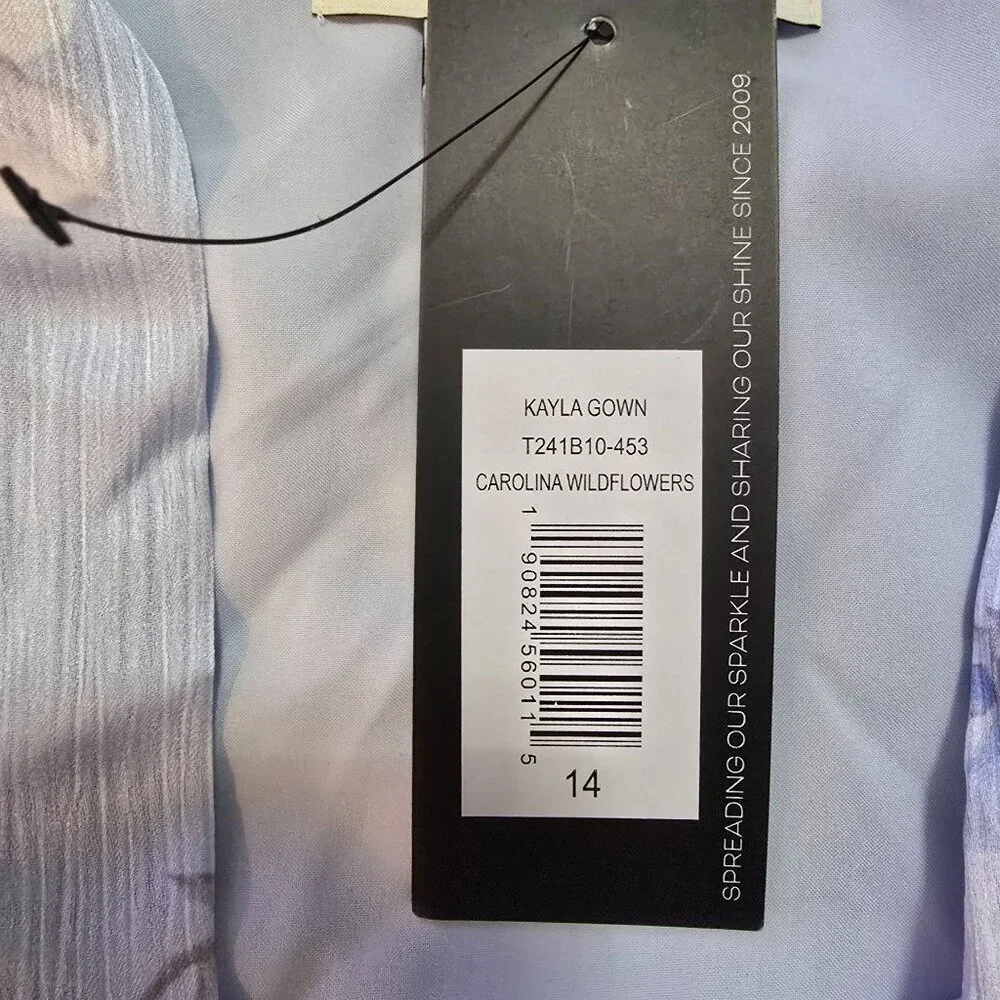 KAYLA GOWN
T241B10-453
CAROLINA WILDFLOWERS
1 90824 56011 5
14
SPREADING OUR SPARKLE AND SHARING OUR SHINE SINCE 2009